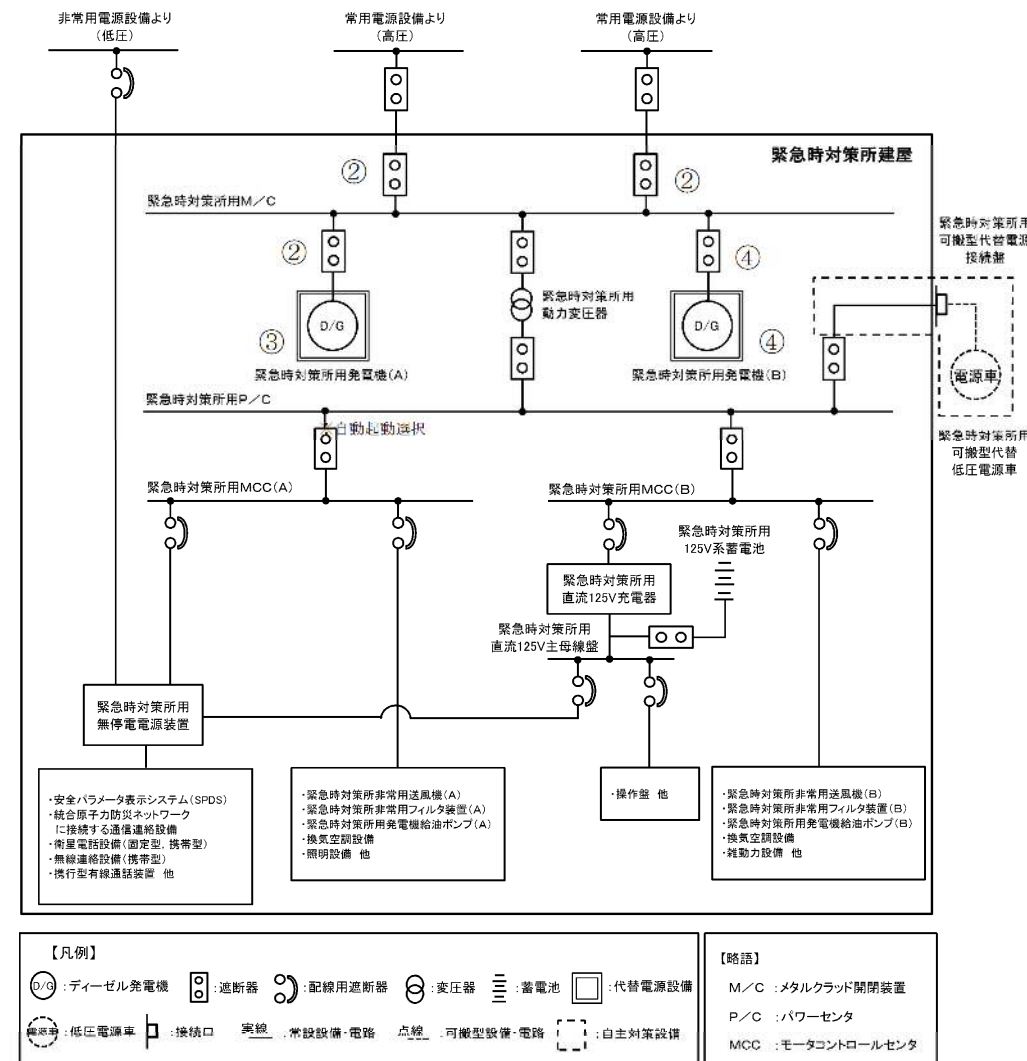 非常用電源設備より
(低圧)
常用電源設備より
(高圧)
常用電源設備より
(高圧)
緊急時対策所建屋
②
②
緊急時対策所用M/C
②
④
緊急時対策所用
可搬型代替電源
接続盤
緊急時対策所用
動力変圧器
D/G
D/G
③
④
緊急時対策所用発電機(A)
緊急時対策所用発電機(B)
電源車
緊急時対策所用P/C
※自動起動選択
緊急時対策所用
可搬型代替
低圧電源車
緊急時対策所用MCC(A)
緊急時対策所用MCC(B)
緊急時対策所用
125V系蓄電池
緊急時対策所用
直流125V充電器
緊急時対策所用
直流125V主母線盤
緊急時対策所用
無停電電源装置
・安全パラメータ表示システム(SPDS)
・統合原子力防災ネットワーク
に接続する通信連絡設備
・衛星電話設備(固定型, 携帯型)
・無線連絡設備(携帯型)
・携行型有線通話装置 他
・緊急時対策所非常用送風機(A)
・緊急時対策所非常用フィルタ装置(A)
・緊急時対策所用発電機給油ポンプ(A)
・換気空調設備
・照明設備 他
・操作盤 他
・緊急時対策所非常用送風機(B)
・緊急時対策所非常用フィルタ装置(B)
・緊急時対策所用発電機給油ポンプ(B)
・換気空調設備
・雑動力設備 他
【凡例】
D/G :ディーゼル発電機 :遮断器 :配線用遮断器 :変圧器 :蓄電池 :代替電源設備
電源車 :低圧電源車 :接続口 実線 :常設設備・電路 点線 :可搬型設備・電路 :自主対策設備
【略語】
M/C :メタルクラッド開閉装置
P/C :パワーセンタ
MCC :モータコントロールセンタ